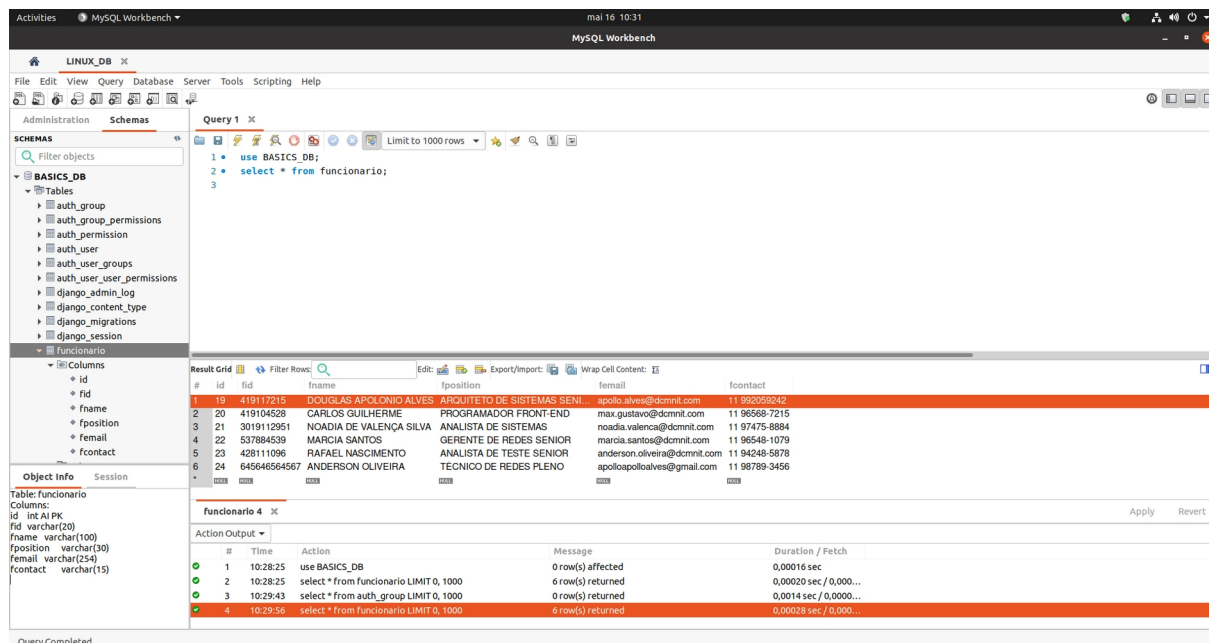 Activities MySQL Workbench mai 16 10:31
MySQL Workbench
LINUX_DB
File Edit View Query Database Server Tools Scripting Help
Administration Schemas
Query 1
SCHEMAS
Limit to 1000 rows
Filter objects
1 use BASICS_DB;
2 select * from funcionario;
3
BASICS_DB
Tables
auth_group
auth_group_permissions
auth_permission
auth_user
auth_user_groups
auth_user_user_permissions
django_admin_log
django_content_type
django_migrations
django_session
funcionario
Columns
id
fid
fname
fposition
femail
fcontact
Result Grid Filter Rows: Edit: Export/Import: Wrap Cell Content:
# id fid fname fposition femail fcontact
1 19 419117215 DOUGLAS APOLONIO ALVES ARQUITETO DE SISTEMAS SENI... apollo.alves@dcmnit.com 11 992059242
2 20 419104528 CARLOS GUILHERME PROGRAMADOR FRONT-END max.gustavo@dcmnit.com 11 96568-7215
3 21 3019112951 NOADIA DE VALENÇA SILVA ANALISTA DE SISTEMAS noadia.valenca@dcmnit.com 11 97475-8884
4 22 537884539 MARCIA SANTOS GERENTE DE REDES SENIOR marcia.santos@dcmnit.com 11 96548-1079
5 23 428111096 RAFAEL NASCIMENTO ANALISTA DE TESTE SENIOR anderson.oliveira@dcmnit.com 11 94248-5878
6 24 645646564567 ANDERSON OLIVEIRA TÉCNICO DE REDES PLENO apolloapolloalves@gmail.com 11 98789-3456
* NULL NULL NULL NULL NULL NULL
Object Info Session
Table: funcionario
Columns:
id int AI PK
fid varchar(20)
fname varchar(100)
fposition varchar(30)
femail varchar(254)
fcontact varchar(15)
funcionario 4 Apply Revert
Action Output
# Time Action Message Duration / Fetch
1 10:28:25 use BASICS_DB 0 row(s) affected 0,00016 sec
2 10:28:25 select * from funcionario LIMIT 0, 1000 6 row(s) returned 0,00020 sec / 0,000...
3 10:29:43 select * from auth_group LIMIT 0, 1000 0 row(s) returned 0,0014 sec / 0,0000...
4 10:29:56 select * from funcionario LIMIT 0, 1000 6 row(s) returned 0,00028 sec / 0,000...
Query Completed